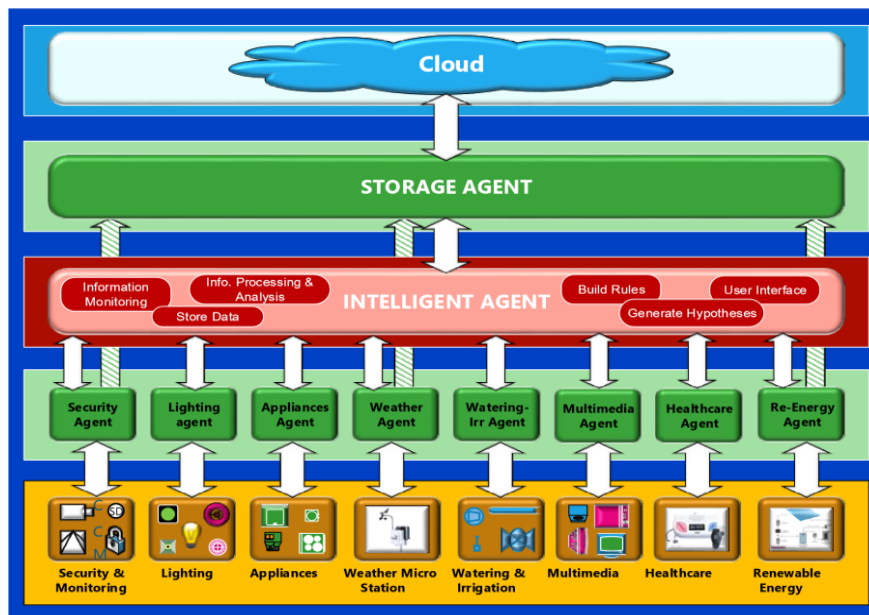 Cloud
STORAGE AGENT
Information
Monitoring
Info. Processing &
Analysis
Store Data
INTELLIGENT AGENT
Build Rules
User Interface
Generate Hypotheses
Security
Agent
Lighting
agent
Appliances
Agent
Weather
Agent
Watering-
Irr Agent
Multimedia
Agent
Healthcare
Agent
Re-Energy
Agent
C
SD
C
M
Security &
Monitoring
Lighting
Appliances
Weather Micro
Station
Watering &
Irrigation
Multimedia
Healthcare
Renewable
Energy